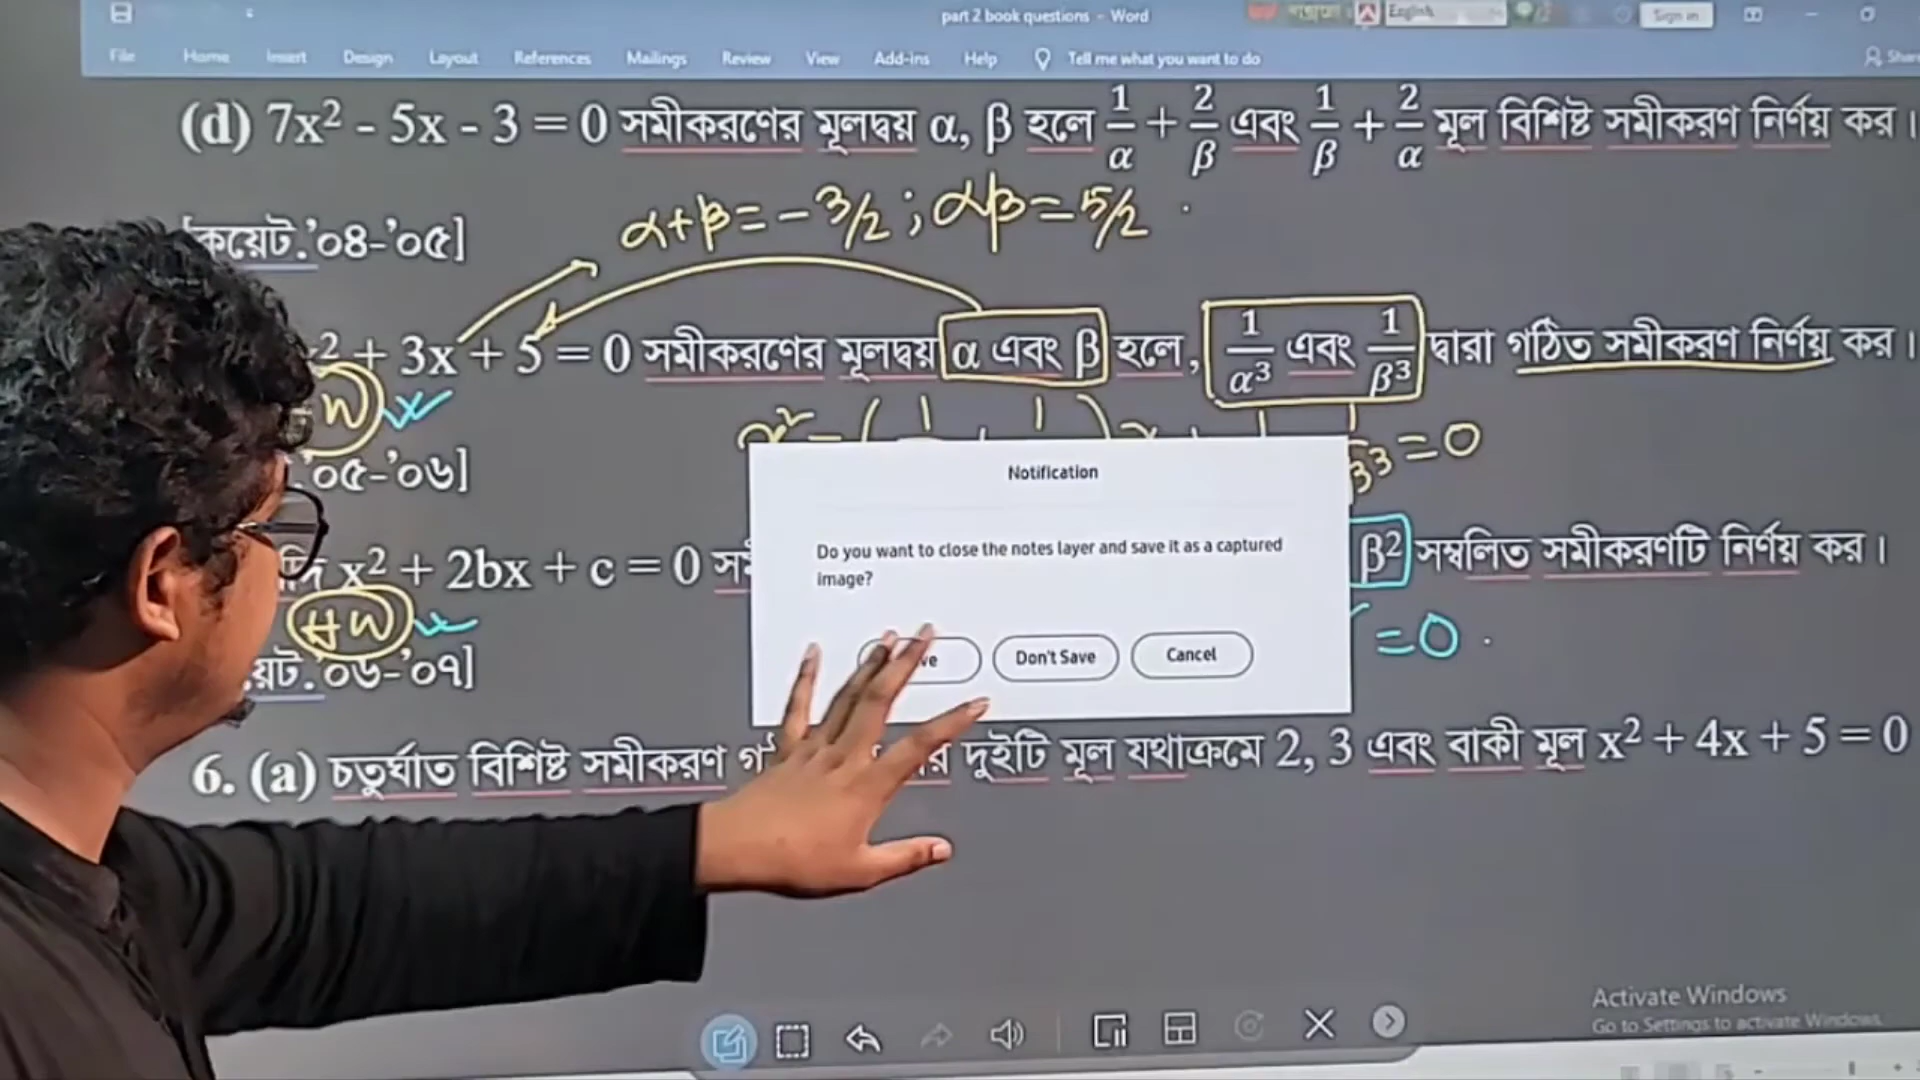 part 2 book questions - Word
English
Sign in
File Home Insert Design Layout References Mailings Review View Add-ins Help Tell me what you want to do
(d) 7x² - 5x - 3 = 0 সমীকরণের মূলদ্বয় α, β হলে 1/α + 2/β এবং 1/β + 2/α মূল বিশিষ্ট সমীকরণ নির্ণয় কর।
α+β = -3/2 ; αβ = 5/2
কুয়েট.'০৪-'০৫]
² + 3x + 5 = 0 সমীকরণের মূলদ্বয় α এবং β হলে, 1/α³ এবং 1/β³ দ্বারা গঠিত সমীকরণ নির্ণয় কর।
W
= 0
.'০৫-'০৬]
Notification
Do you want to close the notes layer and save it as a captured
image?
Don't Save
Cancel
x² + 2bx + c = 0
β² সম্বলিত সমীকরণটি নির্ণয় কর।
HW
= 0
.'০৬-'০৭]
6. (a) চতুর্ঘাত বিশিষ্ট সমীকরণ দুইটি মূল যথাক্রমে 2, 3 এবং বাকী মূল x² + 4x + 5 = 0
Activate Windows
Go to Settings to activate Windows.